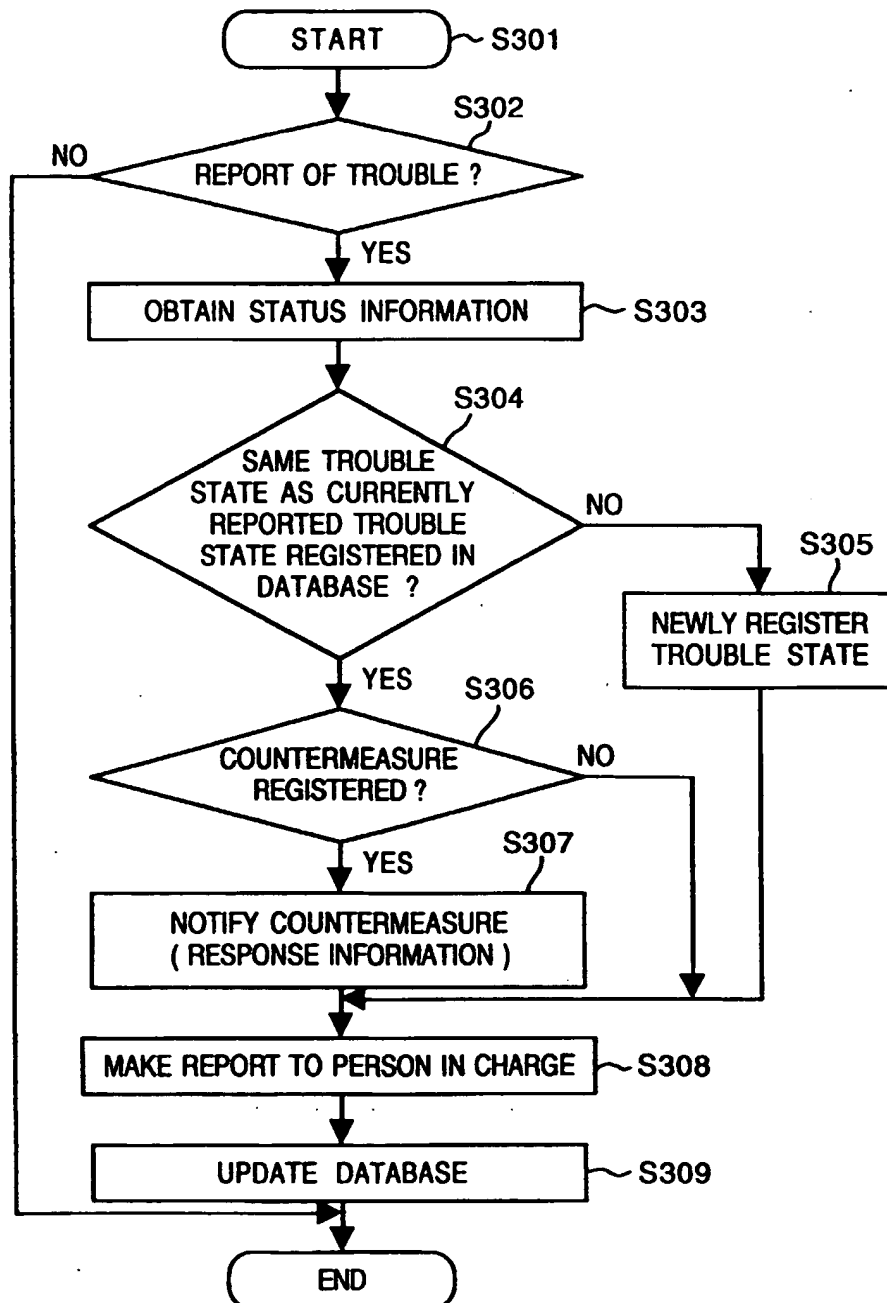 START
S301
S302
NO
REPORT OF TROUBLE ?
YES
OBTAIN STATUS INFORMATION
S303
S304
SAME TROUBLE
STATE AS CURRENTLY
REPORTED TROUBLE
STATE REGISTERED IN
DATABASE ?
NO
S305
NEWLY REGISTER
TROUBLE STATE
YES
S306
COUNTERMEASURE
REGISTERED ?
NO
YES
S307
NOTIFY COUNTERMEASURE
( RESPONSE INFORMATION )
MAKE REPORT TO PERSON IN CHARGE
S308
UPDATE DATABASE
S309
END